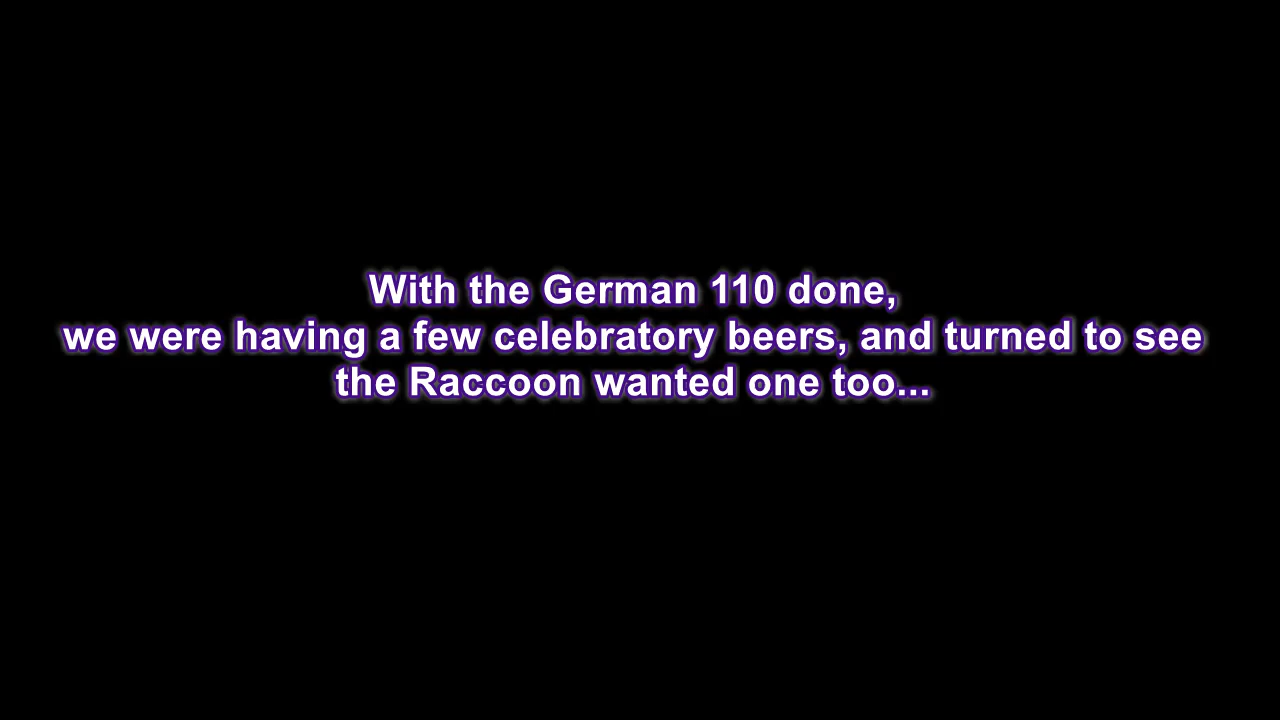 With the German 110 done,
we were having a few celebratory beers, and turned to see
the Raccoon wanted one too...